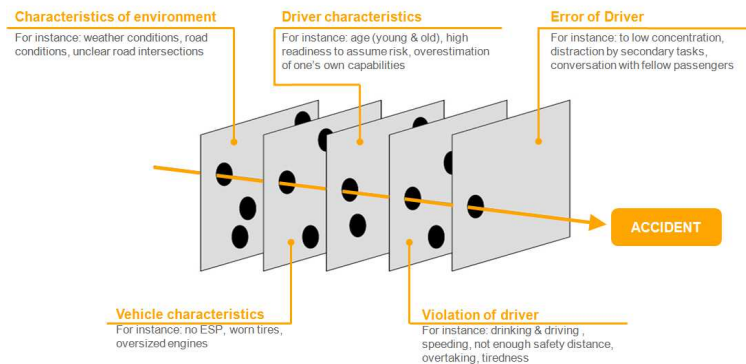 Characteristics of environment
For instance: weather conditions, road
conditions, unclear road intersections
Driver characteristics
For instance: age (young & old), high
readiness to assume risk, overestimation
of one's own capabilities
Error of Driver
For instance: to low concentration,
distraction by secondary tasks,
conversation with fellow passengers
ACCIDENT
Vehicle characteristics
For instance: no ESP, worn tires,
oversized engines
Violation of driver
For instance: drinking & driving ,
speeding, not enough safety distance,
overtaking, tiredness